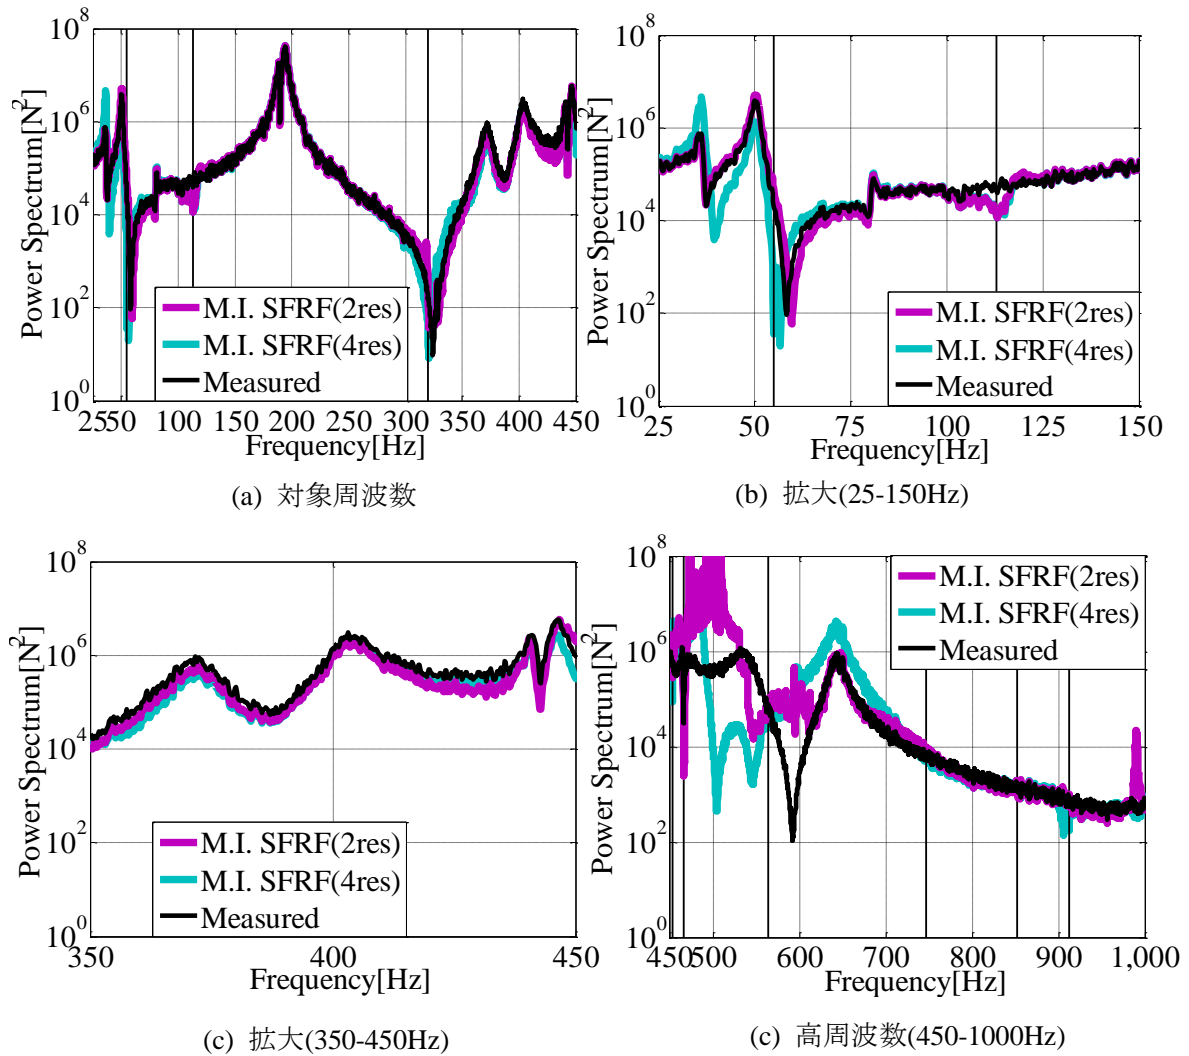 10^8
10^6
10^4
10^2
10^0
Power Spectrum[N^2]
M.I. SFRF(2res)
M.I. SFRF(4res)
Measured
25 50 100 150 200 250 300 350 400 450
Frequency[Hz]
(a) 対象周波数
10^8
10^6
10^4
10^2
10^0
Power Spectrum[N^2]
M.I. SFRF(2res)
M.I. SFRF(4res)
Measured
25 50 75 100 125 150
Frequency[Hz]
(b) 拡大(25-150Hz)
10^8
10^6
10^4
10^2
10^0
Power Spectrum[N^2]
M.I. SFRF(2res)
M.I. SFRF(4res)
Measured
350 400 450
Frequency[Hz]
(c) 拡大(350-450Hz)
10^8
10^6
10^4
10^2
10^0
Power Spectrum[N^2]
M.I. SFRF(2res)
M.I. SFRF(4res)
Measured
450 500 600 700 800 900 1,000
Frequency[Hz]
(c) 高周波数(450-1000Hz)